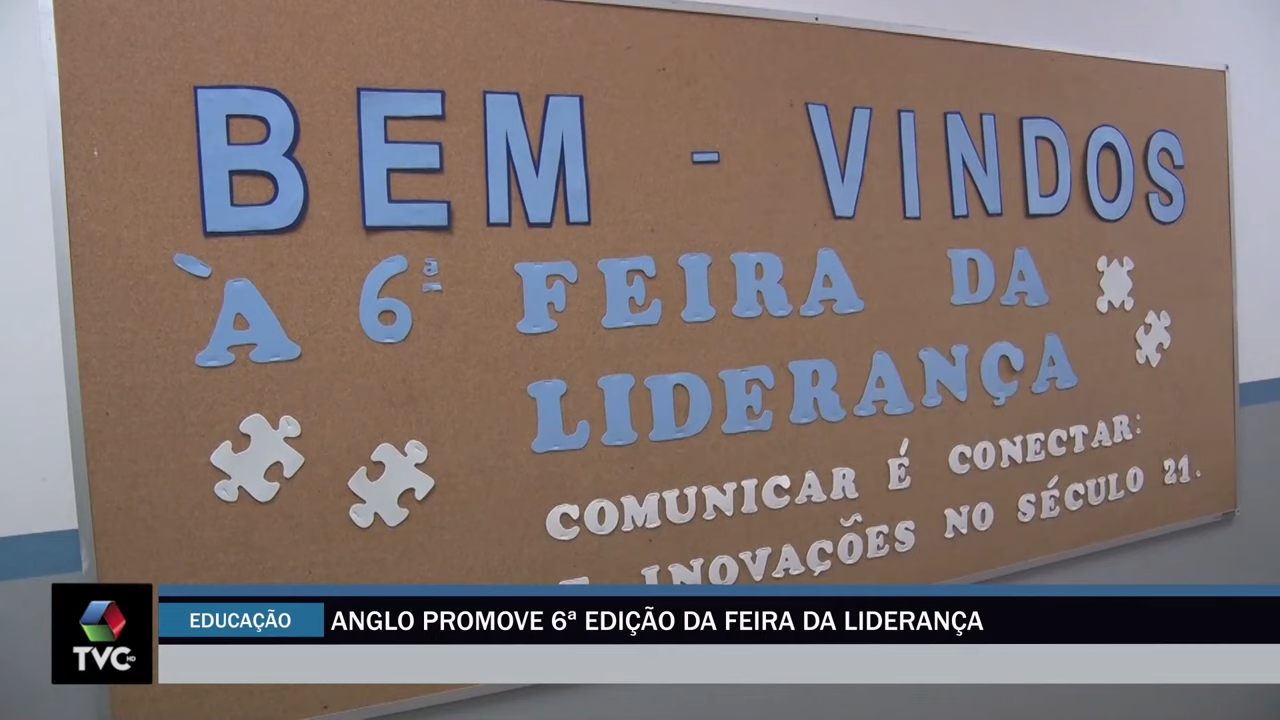 BEM - VINDOS
À 6ª FEIRA DA
LIDERANÇA
COMUNICAR É CONECTAR:
INOVAÇÕES NO SÉCULO 21.
EDUCAÇÃO
ANGLO PROMOVE 6ª EDIÇÃO DA FEIRA DA LIDERANÇA
TVC HD